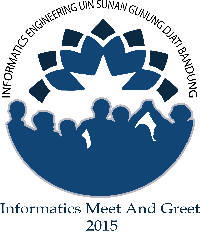 INFORMATICS ENGINEERING UIN SUNAN GUNUNG DJATI BANDUNG
Informatics Meet And Greet
2015